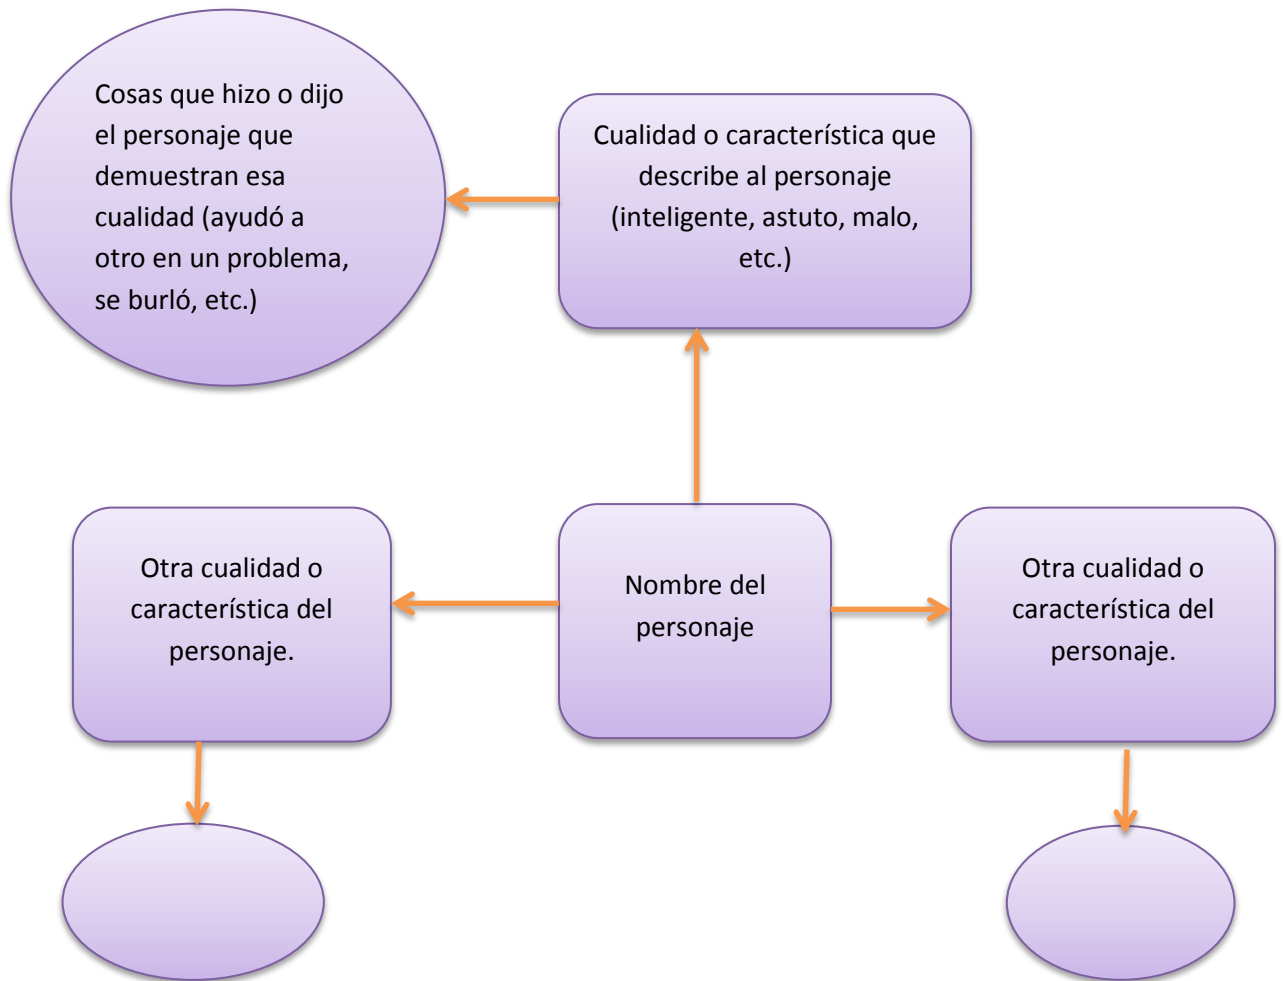 Cosas que hizo o dijo
el personaje que
demuestran esa
cualidad (ayudó a
otro en un problema,
se burló, etc.)
Cualidad o característica que
describe al personaje
(inteligente, astuto, malo,
etc.)
Otra cualidad o
característica del
personaje.
Nombre del
personaje
Otra cualidad o
característica del
personaje.